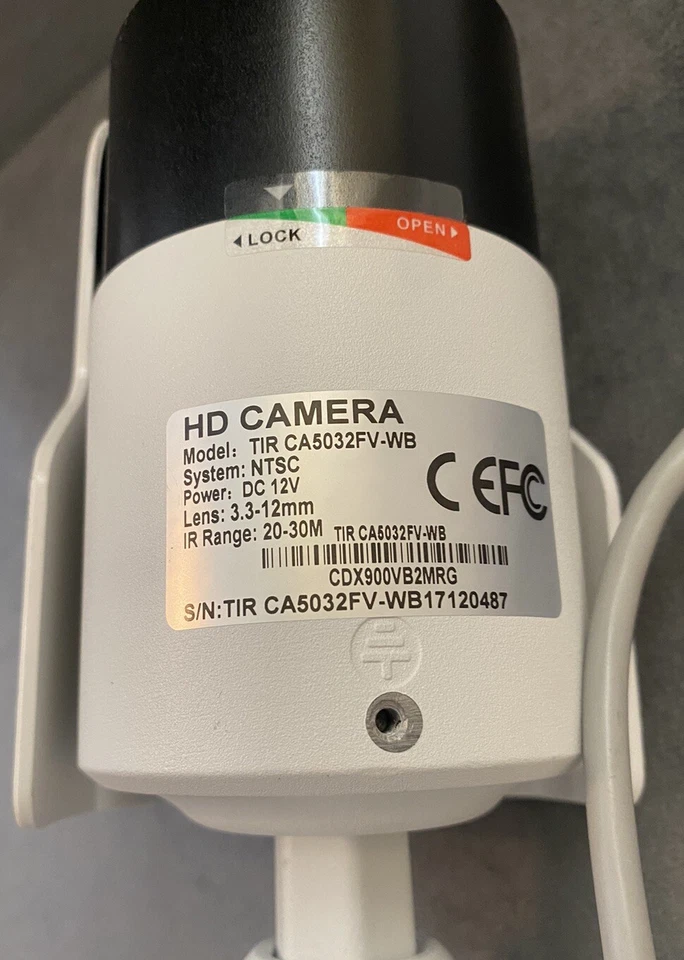 ◀LOCK
OPEN▶
HD CAMERA
Model: TIR CA5032FV-WB
System: NTSC
Power: DC 12V
Lens: 3.3-12mm
IR Range: 20-30M
CE FC
TIR CA5032FV-WB
CDX900VB2MRG
S/N:TIR CA5032FV-WB17120487